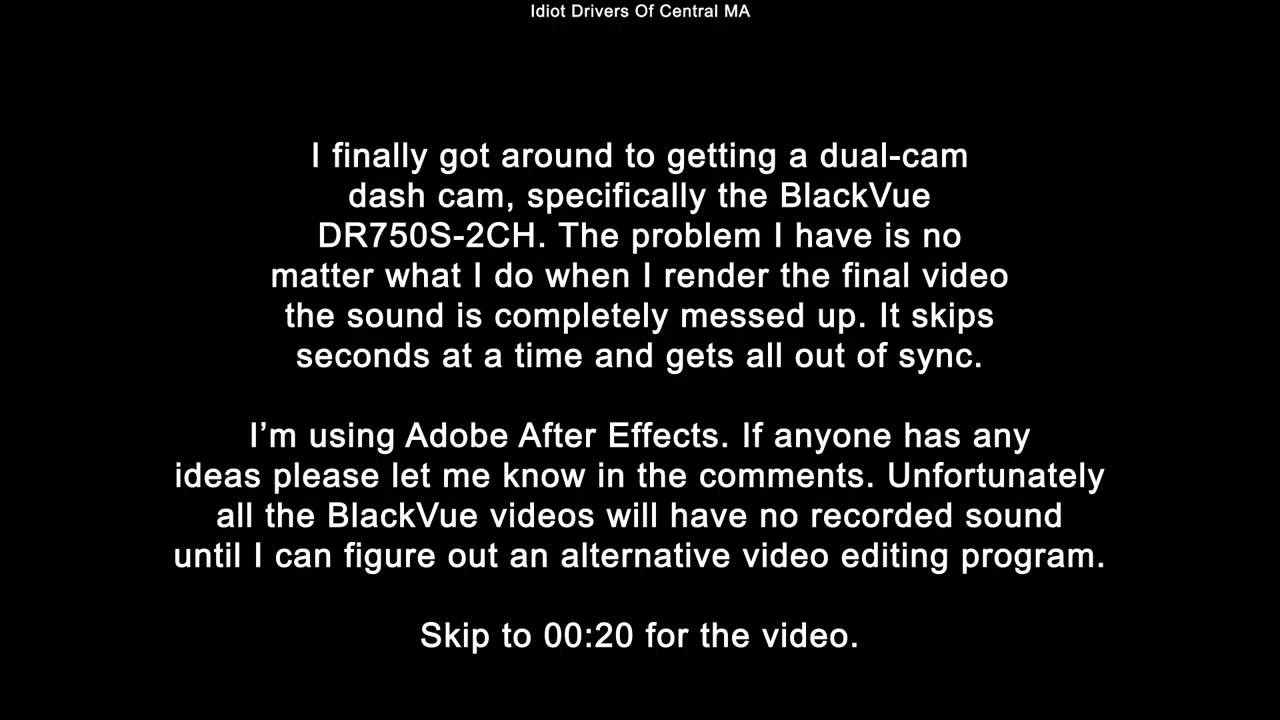 Idiot Drivers Of Central MA
I finally got around to getting a dual-cam
dash cam, specifically the BlackVue
DR750S-2CH. The problem I have is no
matter what I do when I render the final video
the sound is completely messed up. It skips
seconds at a time and gets all out of sync.
I’m using Adobe After Effects. If anyone has any
ideas please let me know in the comments. Unfortunately
all the BlackVue videos will have no recorded sound
until I can figure out an alternative video editing program.
Skip to 00:20 for the video.